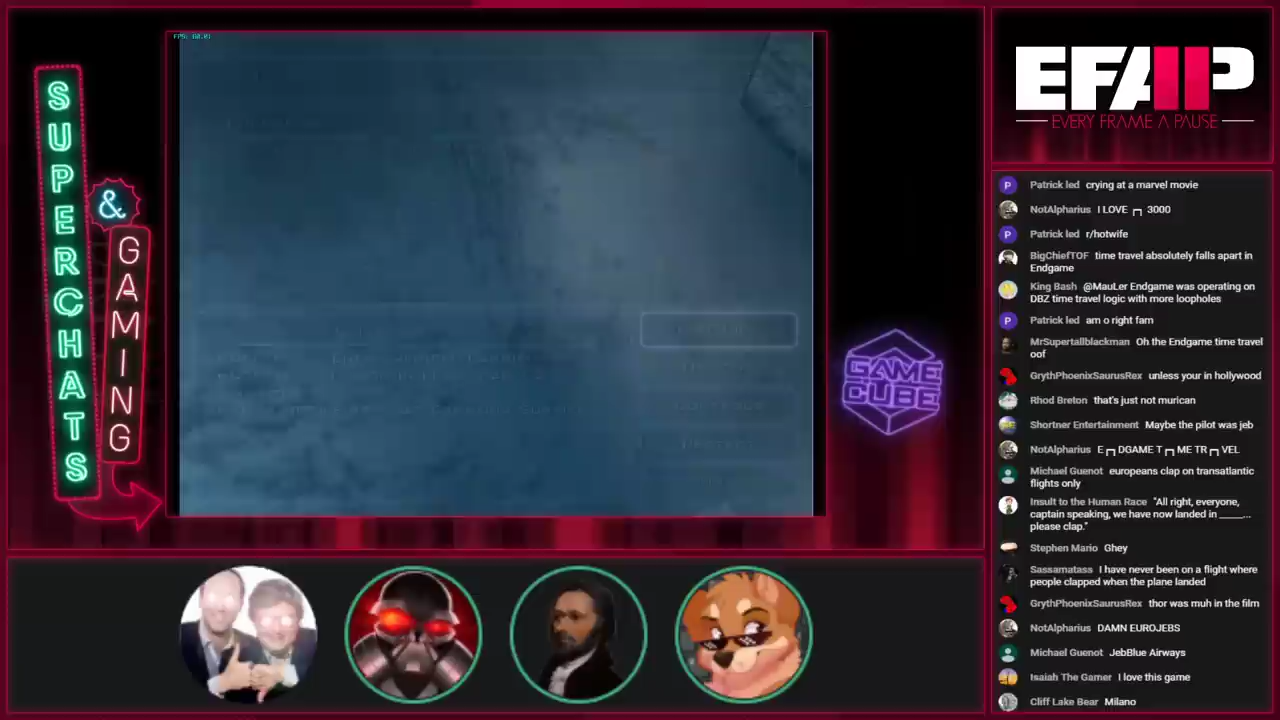 FPS: 60.01
SUPERCHATS
&
GAMING
GAME
CUBE
EFAP
EVERY FRAME A PAUSE
P Patrick led crying at a marvel movie
NotAlpharius I LOVE ┌┐ 3000
P Patrick led r/hotwife
BigChiefTOF time travel absolutely falls apart in
Endgame
King Bash @MauLer Endgame was operating on
DBZ time travel logic with more loopholes
P Patrick led am o right fam
MrSupertallblackman Oh the Endgame time travel
oof
GrythPhoenixSaurusRex unless your in hollywood
Rhod Breton that's just not murican
Shortner Entertainment Maybe the pilot was jeb
NotAlpharius E┌┐DGAME T┌┐ME TR┌┐VEL
Michael Guenot europeans clap on transatlantic
flights only
Insult to the Human Race "All right, everyone,
captain speaking, we have now landed in _____...
please clap."
Stephen Mario Ghey
Sassamatass I have never been on a flight where
people clapped when the plane landed
GrythPhoenixSaurusRex thor was muh in the film
NotAlpharius DAMN EUROJEBS
Michael Guenot JebBlue Airways
Isaiah The Gamer I love this game
Cliff Lake Bear Milano